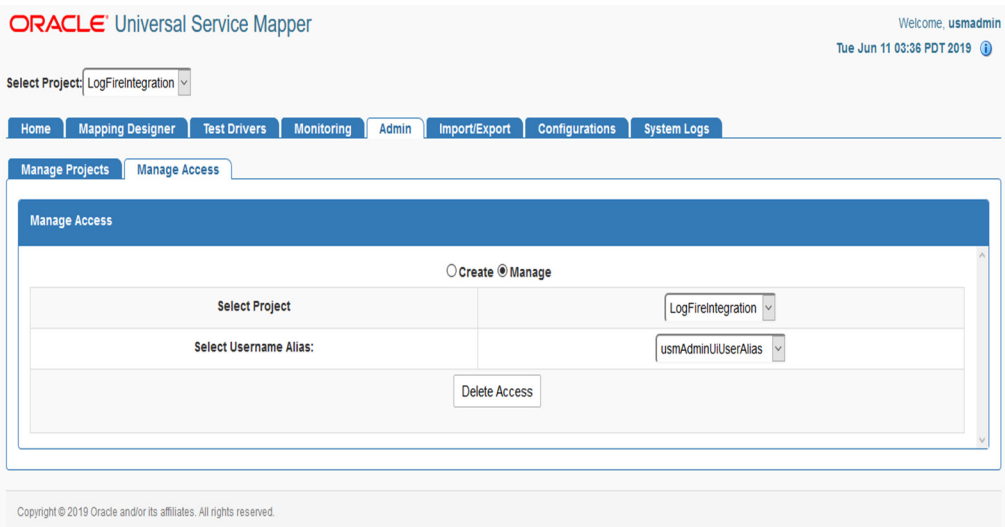 ORACLE® Universal Service Mapper
Welcome, usmadmin
Tue Jun 11 03:36 PDT 2019
Select Project: LogFireIntegration
Home Mapping Designer Test Drivers Monitoring Admin Import/Export Configurations System Logs
Manage Projects Manage Access
Manage Access
Create Manage
Select Project LogFireIntegration
Select Username Alias: usmAdminUiUserAlias
Delete Access
Copyright © 2019 Oracle and/or its affiliates. All rights reserved.